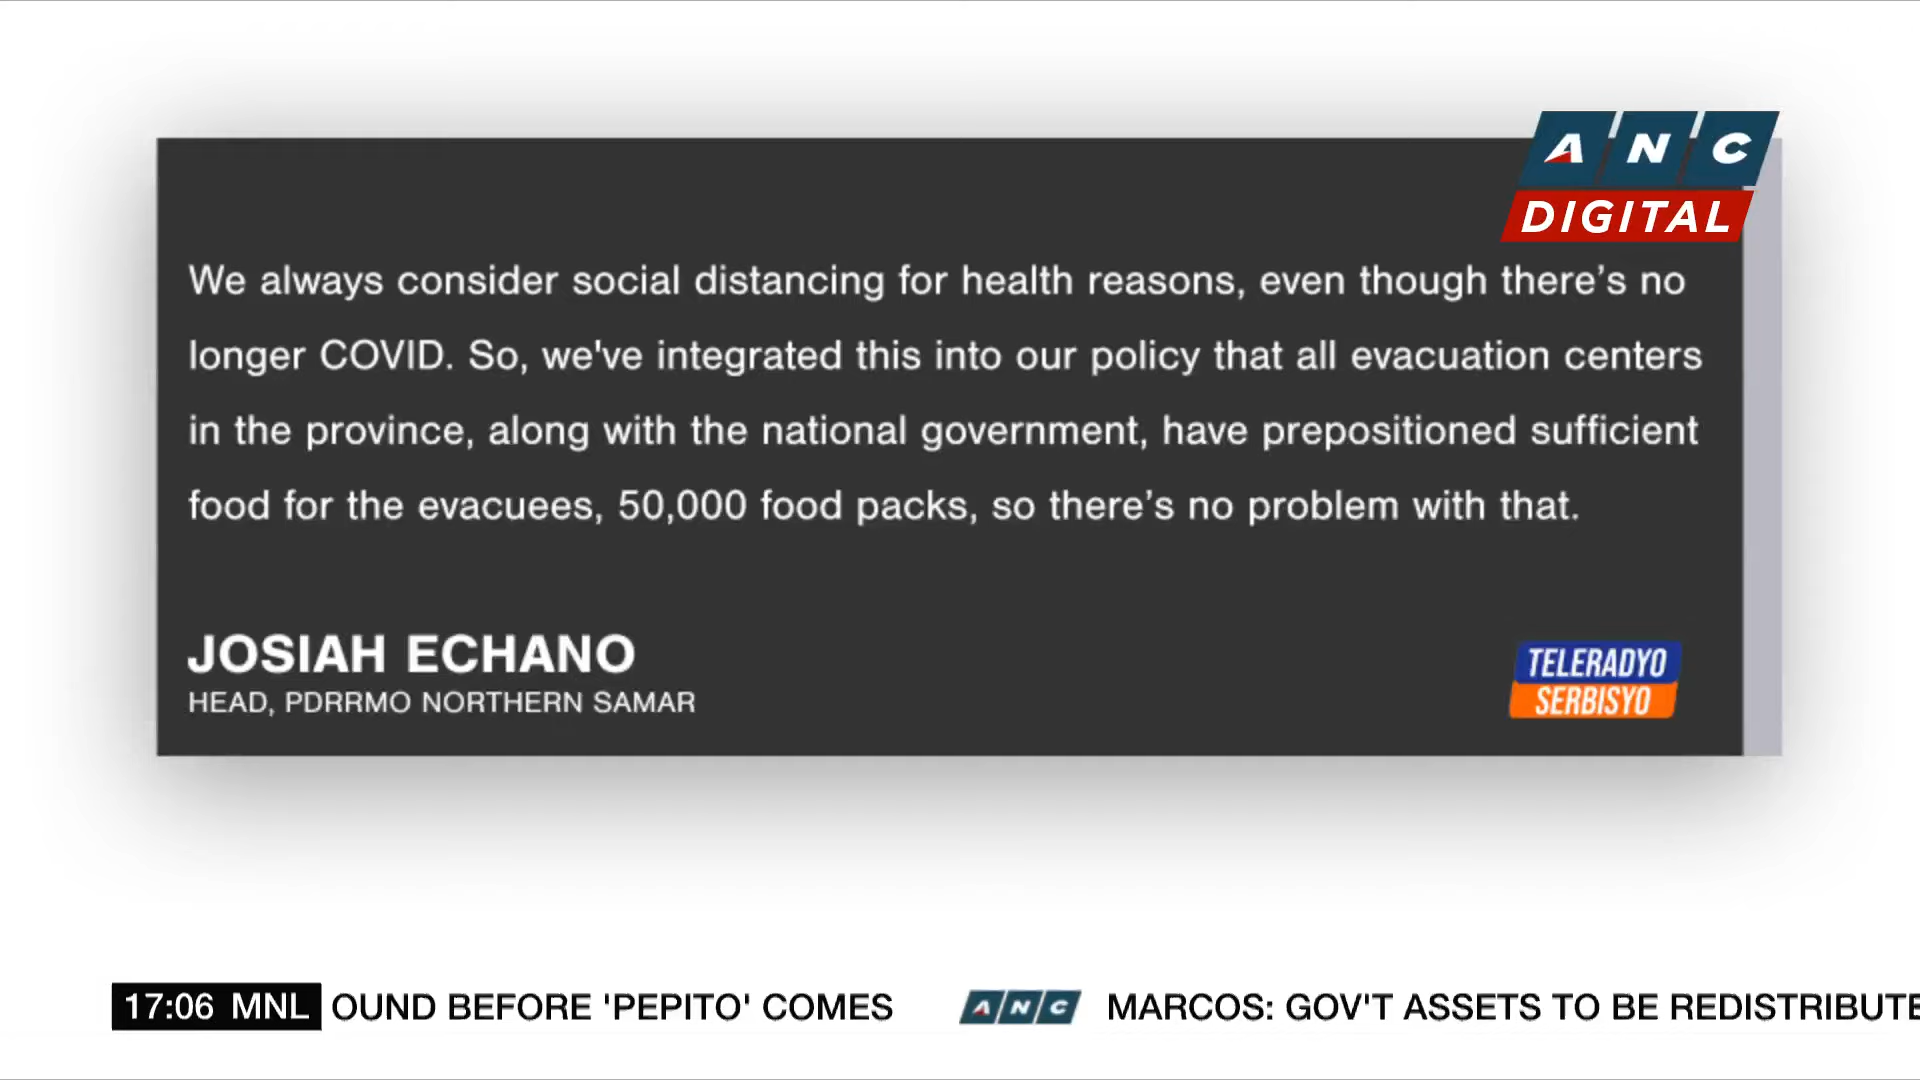 ANC
DIGITAL
We always consider social distancing for health reasons, even though there’s no
longer COVID. So, we've integrated this into our policy that all evacuation centers
in the province, along with the national government, have prepositioned sufficient
food for the evacuees, 50,000 food packs, so there’s no problem with that.
JOSIAH ECHANO
HEAD, PDRRMO NORTHERN SAMAR
TELERADYO
SERBISYO
17:06 MNL OUND BEFORE 'PEPITO' COMES ANC MARCOS: GOV'T ASSETS TO BE REDISTRIBUTE